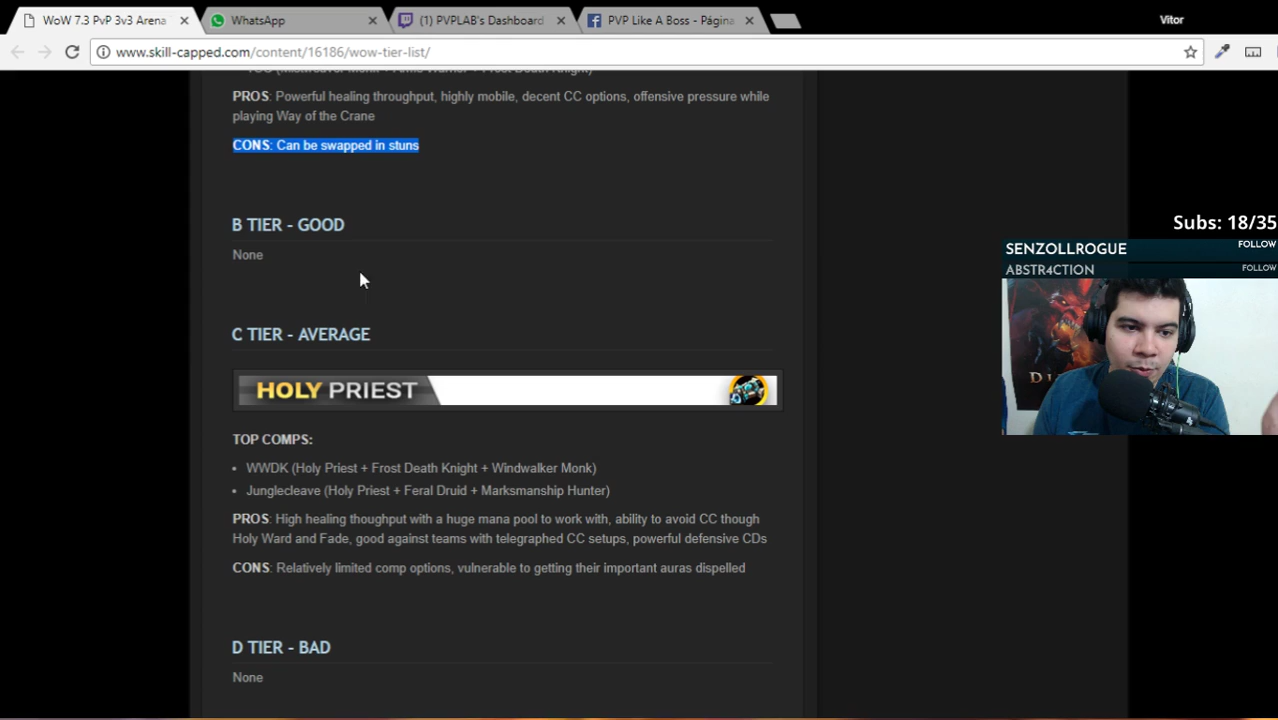 WoW 7.3 PvP 3v3 Arena
WhatsApp
(1) PVPLAB's Dashboard
PVP Like A Boss - Página
Vitor
www.skill-capped.com/content/16186/wow-tier-list/
PROS: Powerful healing throughput, highly mobile, decent CC options, offensive pressure while
playing Way of the Crane
CONS: Can be swapped in stuns
B TIER - GOOD
None
C TIER - AVERAGE
HOLY PRIEST
TOP COMPS:
• WWDK (Holy Priest + Frost Death Knight + Windwalker Monk)
• Junglecleave (Holy Priest + Feral Druid + Marksmanship Hunter)
PROS: High healing thoughput with a huge mana pool to work with, ability to avoid CC though
Holy Ward and Fade, good against teams with telegraphed CC setups, powerful defensive CDs
CONS: Relatively limited comp options, vulnerable to getting their important auras dispelled
D TIER - BAD
None
Subs: 18/35
SENZOLLROGUE FOLLOW
ABSTR4CTION FOLLOW